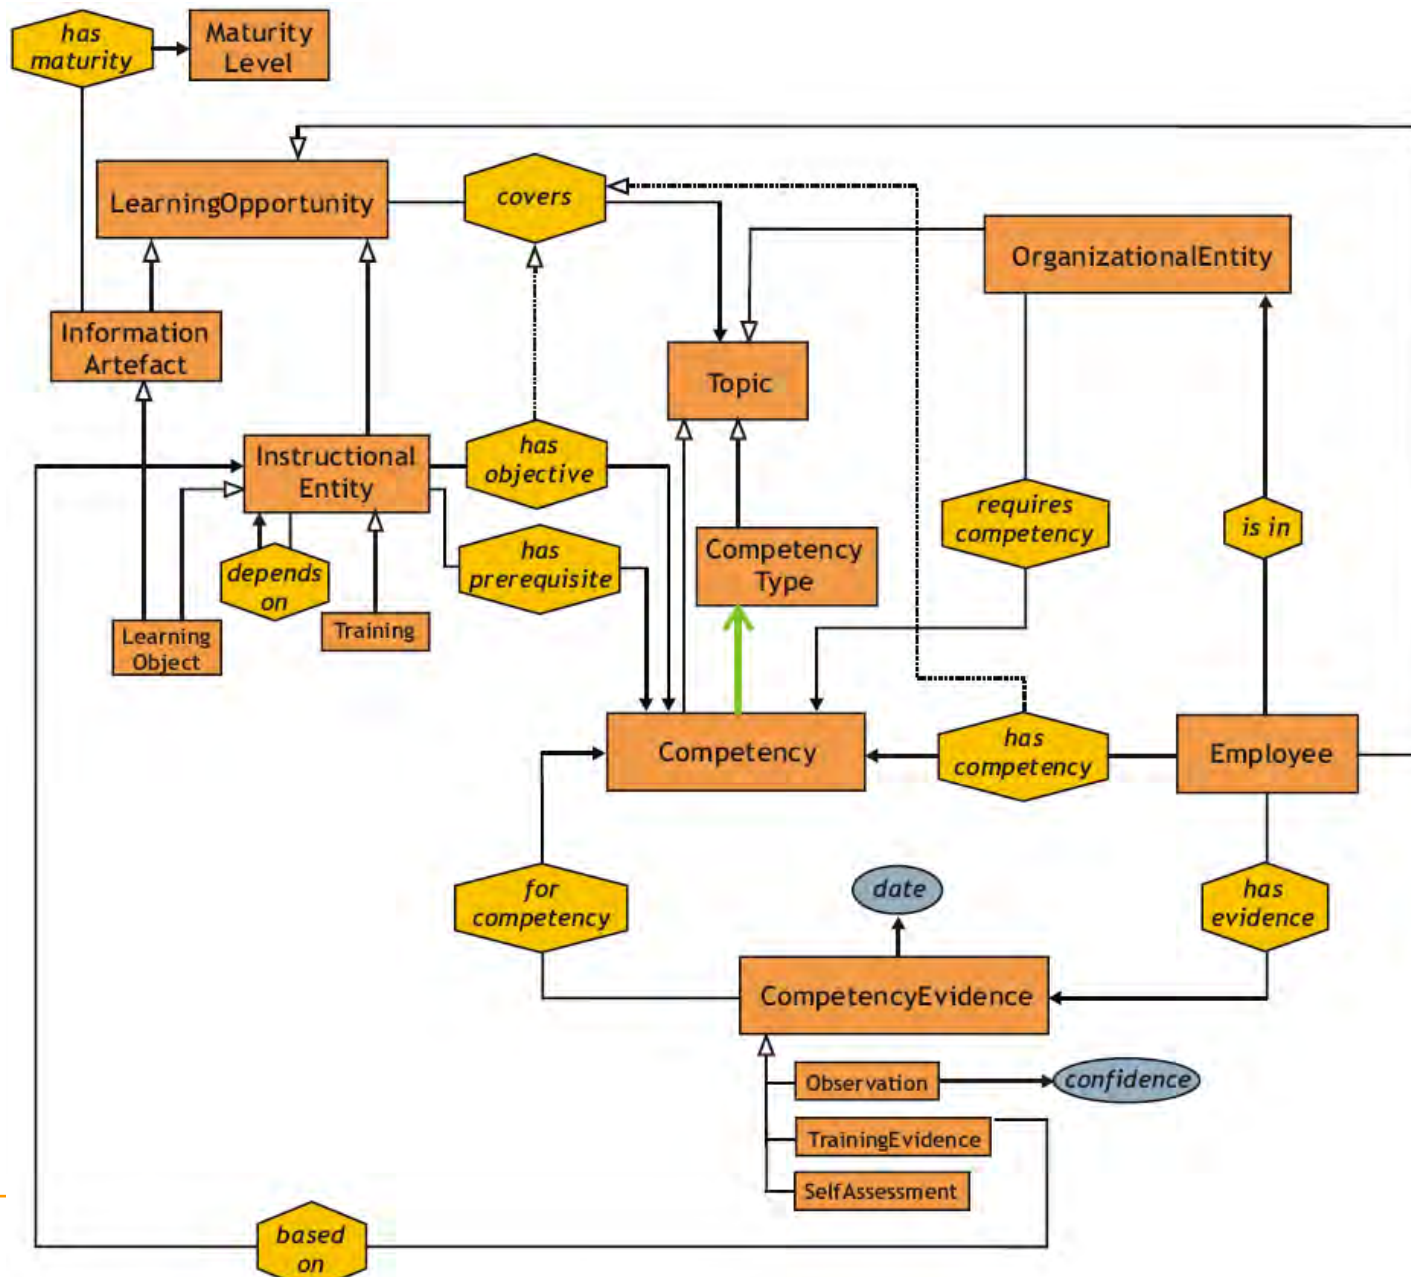 has
maturity
Maturity
Level
LearningOpportunity
covers
OrganizationalEntity
Information
Artefact
Topic
Instructional
Entity
has
objective
requires
competency
is in
has
prerequisite
Competency
Type
depends
on
Learning
Object
Training
Competency
has
competency
Employee
for
competency
date
has
evidence
CompetencyEvidence
Observation
confidence
TrainingEvidence
SelfAssessment
based
on